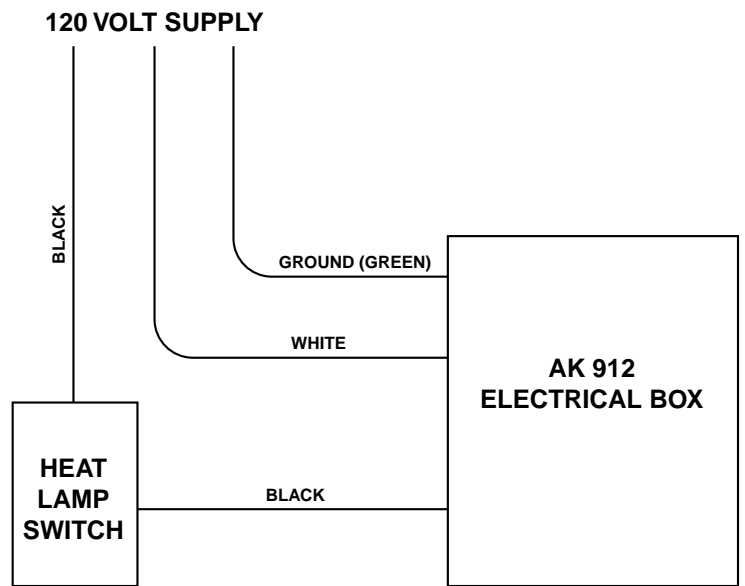 120 VOLT SUPPLY
BLACK
GROUND (GREEN)
WHITE
AK 912
ELECTRICAL BOX
HEAT
LAMP
SWITCH
BLACK